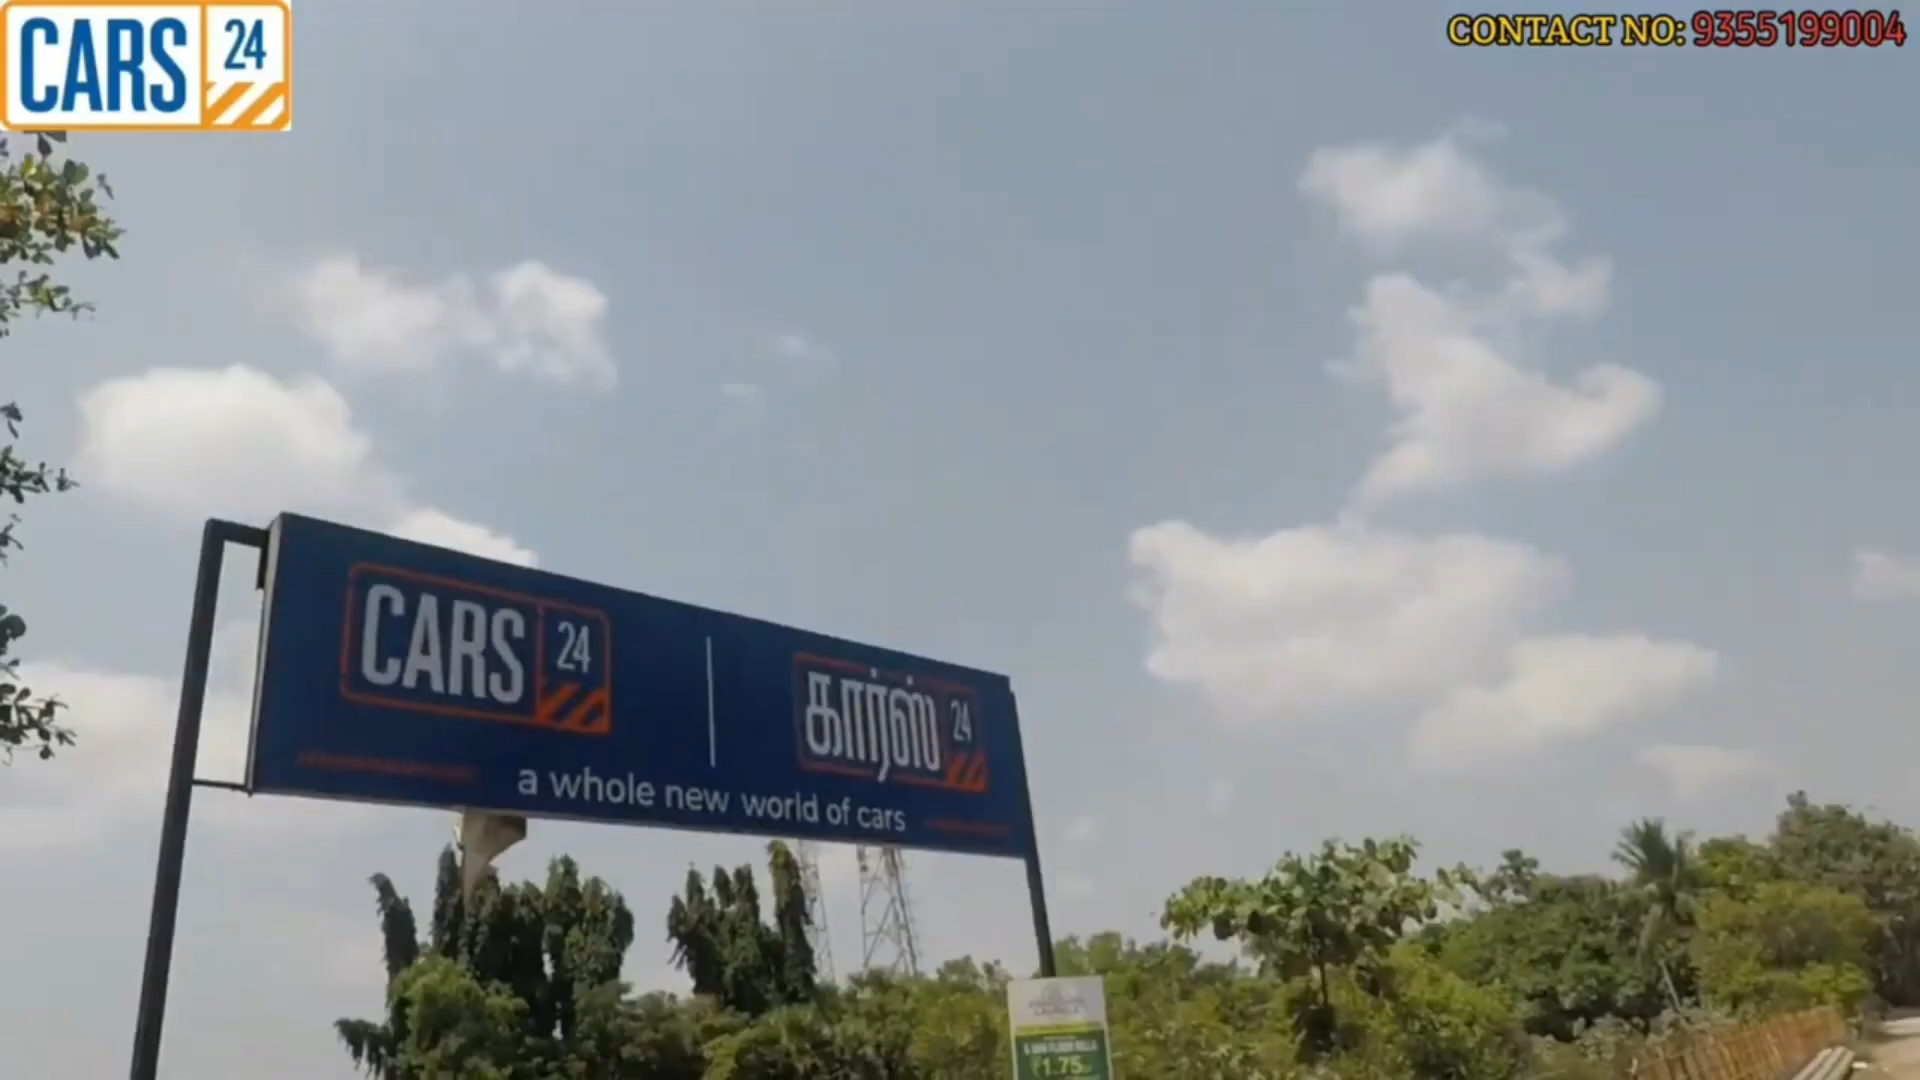 CARS 24
CONTACT NO: 9355199004
CARS 24
கார்ஸ் 24
a whole new world of cars
₹1.75